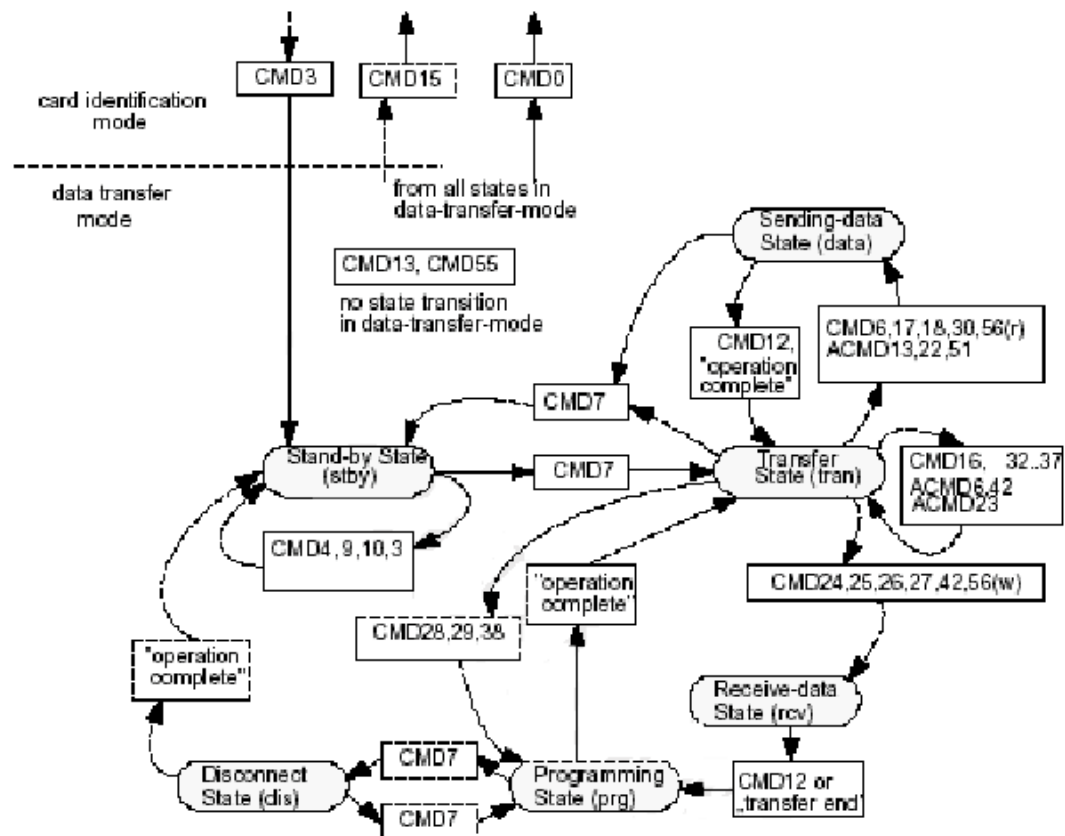 CMD3
CMD15
CMD0
card identification
mode
data transfer
mode
from all states in
data-transfer-mode
Sending-data
State (data)
CMD13, CMD55
no state transition
in data-transfer-mode
CMD12,
"operation
complete"
CMD6,17,18,30,56(r)
ACMD13,22,51
CMD7
Stand-by State
(stby)
CMD7
Transfer
State (tran)
CMD16, 32..37
ACMD6,42
ACMD23
CMD4,9,10,3
"operation
complete"
CMD24,25,26,27,42,56(w)
CMD28,29,38
"operation
complete"
Receive-data
State (rcv)
CMD7
Disconnect
State (dis)
Programming
State (prg)
CMD12 or
„transfer end"
CMD7